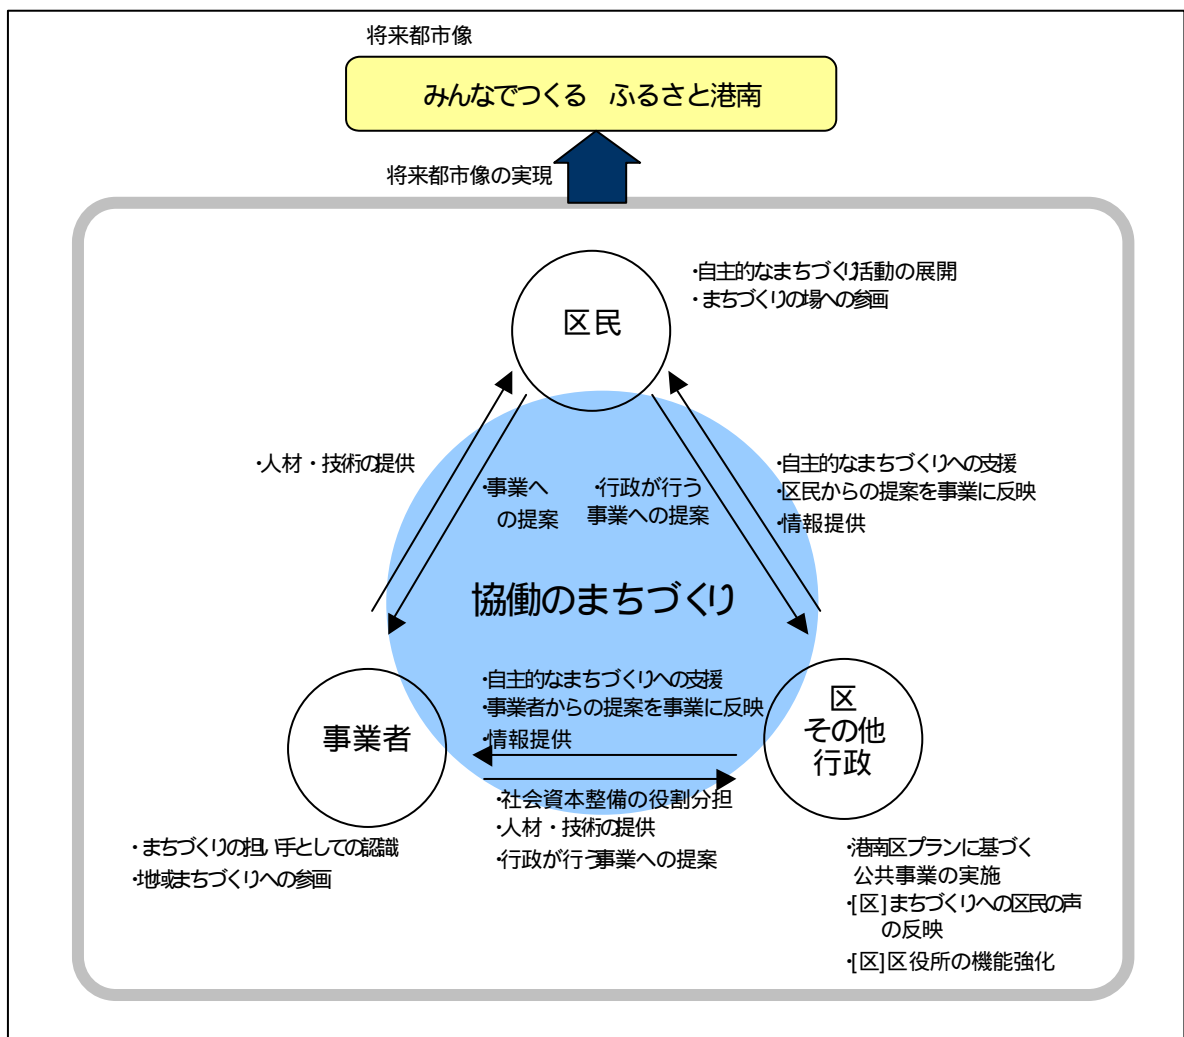 将来都市像
みんなでつくる　ふるさと港南
将来都市像の実現
区民
・自主的なまちづくり活動の展開
・まちづくりの場への参画
・人材・技術の提供
・事業へ
の提案
・行政が行う
事業への提案
・自主的なまちづくりへの支援
・区民からの提案を事業に反映
・情報提供
協働のまちづくり
・自主的なまちづくりへの支援
・事業者からの提案を事業に反映
・情報提供
事業者
区
その他
行政
・社会資本整備の役割分担
・人材・技術の提供
・行政が行う事業への提案
・まちづくりの担い手としての認識
・地域まちづくりへの参画
・港南区プランに基づく
公共事業の実施
・[区]まちづくりへの区民の声
の反映
・[区]区役所の機能強化